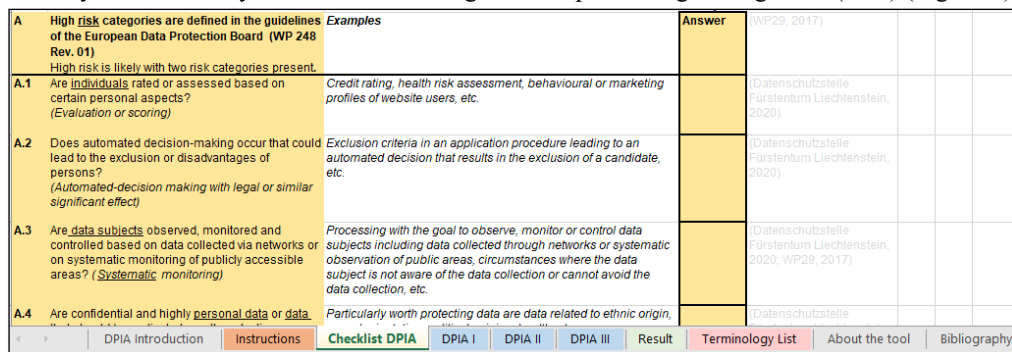 A High risk categories are defined in the guidelines Examples Answer (WP29, 2017)
of the European Data Protection Board (WP 248
Rev. 01)
High risk is likely with two risk categories present.
A.1 Are individuals rated or assessed based on Credit rating, health risk assessment, behavioural or marketing (Datenschutzstelle
certain personal aspects? profiles of website users, etc. Fürstentum Liechtenstein,
(Evaluation or scoring) 2020)
A.2 Does automated decision-making occur that could Exclusion criteria in an application procedure leading to an (Datenschutzstelle
lead to the exclusion or disadvantages of automated decision that results in the exclusion of a candidate, Fürstentum Liechtenstein,
persons? etc. 2020)
(Automated-decision making with legal or similar
significant effect)
A.3 Are data subjects observed, monitored and Processing with the goal to observe, monitor or control data (Datenschutzstelle
controlled based on data collected via networks or subjects including data collected through networks or systematic Fürstentum Liechtenstein,
on systematic monitoring of publicly accessible observation of public areas, circumstances where the data 2020; WP29, 2017)
areas? ( Systematic monitoring) subject is not aware of the data collection or cannot avoid the
data collection, etc.
A.4 Are confidential and highly personal data or data Particularly worth protecting data are data related to ethnic origin, (Datenschutzstelle
DPIA Introduction Instructions Checklist DPIA DPIA I DPIA II DPIA III Result Terminology List About the tool Bibliography